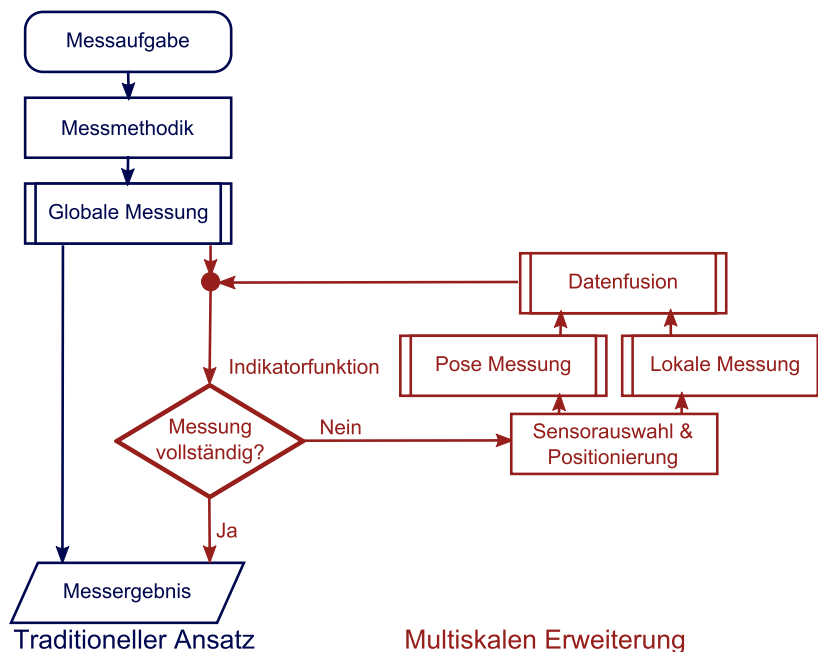 Messaufgabe
Messmethodik
Globale Messung
Datenfusion
Pose Messung
Lokale Messung
Indikatorfunktion
Messung
vollständig?
Nein
Sensorauswahl &
Positionierung
Ja
Messergebnis
Traditioneller Ansatz
Multiskalen Erweiterung